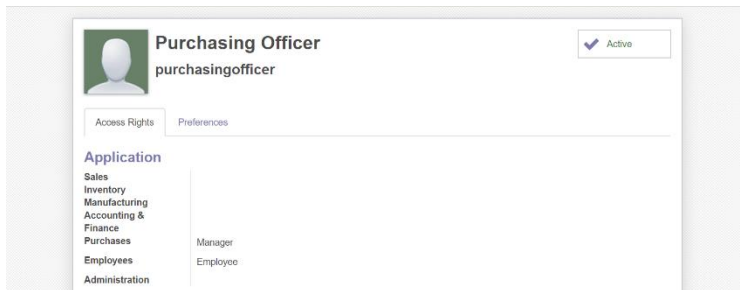 Purchasing Officer
Active
purchasingofficer
Access Rights Preferences
Application
Sales
Inventory
Manufacturing
Accounting &
Finance
Purchases Manager
Employees Employee
Administration